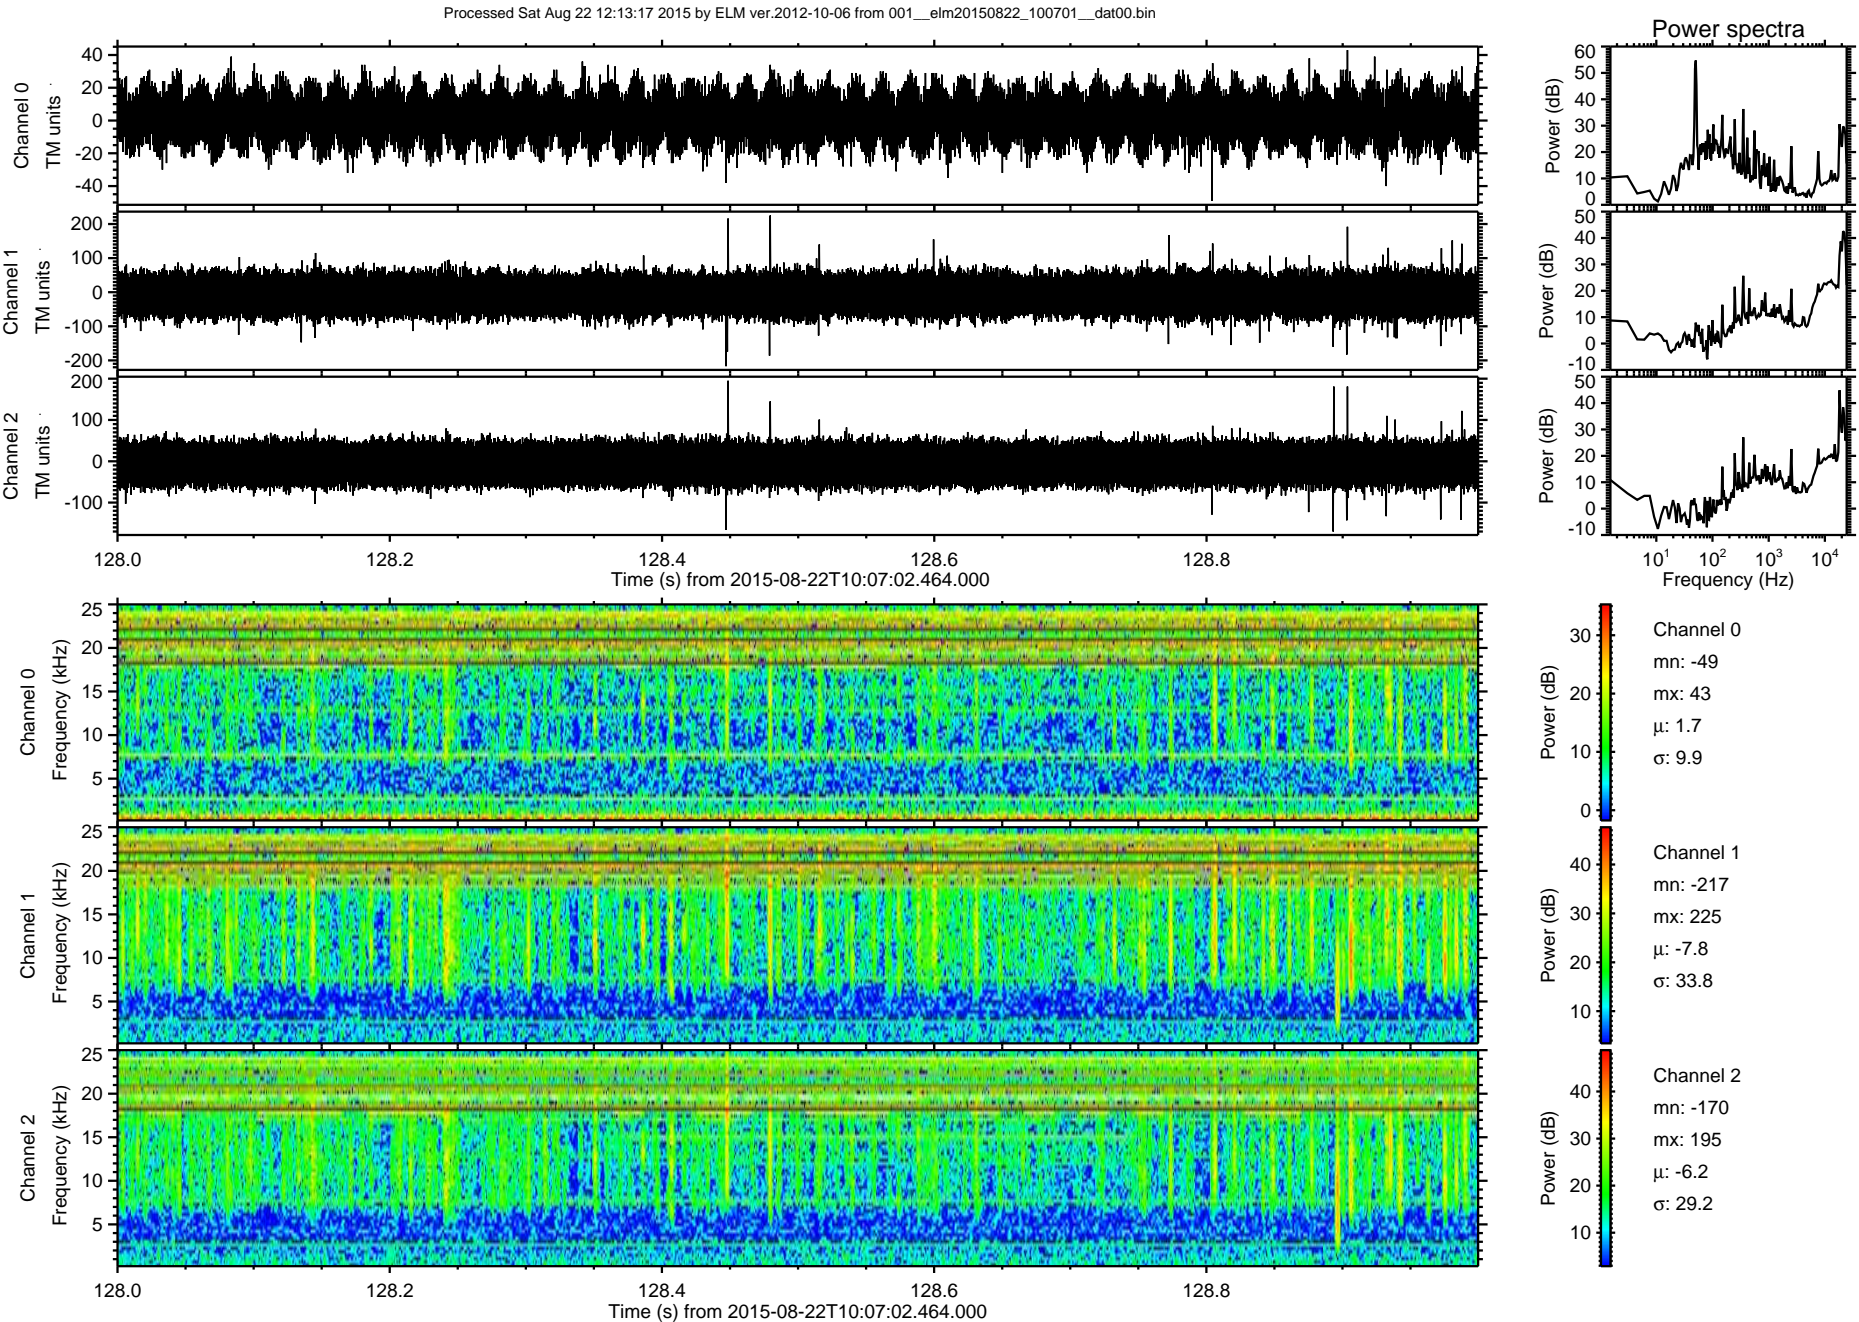 Processed Sat Aug 22 12:13:17 2015 by ELM ver.2012-10-06 from 001__elm20150822_100701__dat00.bin
Power spectra
Channel 0
TM units
40
20
0
-20
-40
Power (dB)
60
50
40
30
20
10
0
Channel 1
TM units
200
100
0
-100
-200
Power (dB)
50
40
30
20
10
0
-10
Channel 2
TM units
200
100
0
-100
Power (dB)
50
40
30
20
10
0
-10
128.0 128.2 128.4 128.6 128.8
Time (s) from 2015-08-22T10:07:02.464.000
10¹ 10² 10³ 10⁴
Frequency (Hz)
Channel 0
Frequency (kHz)
25
20
15
10
5
Power (dB)
30
20
10
0
Channel 0
mn: -49
mx: 43
μ: 1.7
σ: 9.9
Channel 1
Frequency (kHz)
25
20
15
10
5
Power (dB)
40
30
20
10
Channel 1
mn: -217
mx: 225
μ: -7.8
σ: 33.8
Channel 2
Frequency (kHz)
25
20
15
10
5
Power (dB)
40
30
20
10
Channel 2
mn: -170
mx: 195
μ: -6.2
σ: 29.2
128.0 128.2 128.4 128.6 128.8
Time (s) from 2015-08-22T10:07:02.464.000